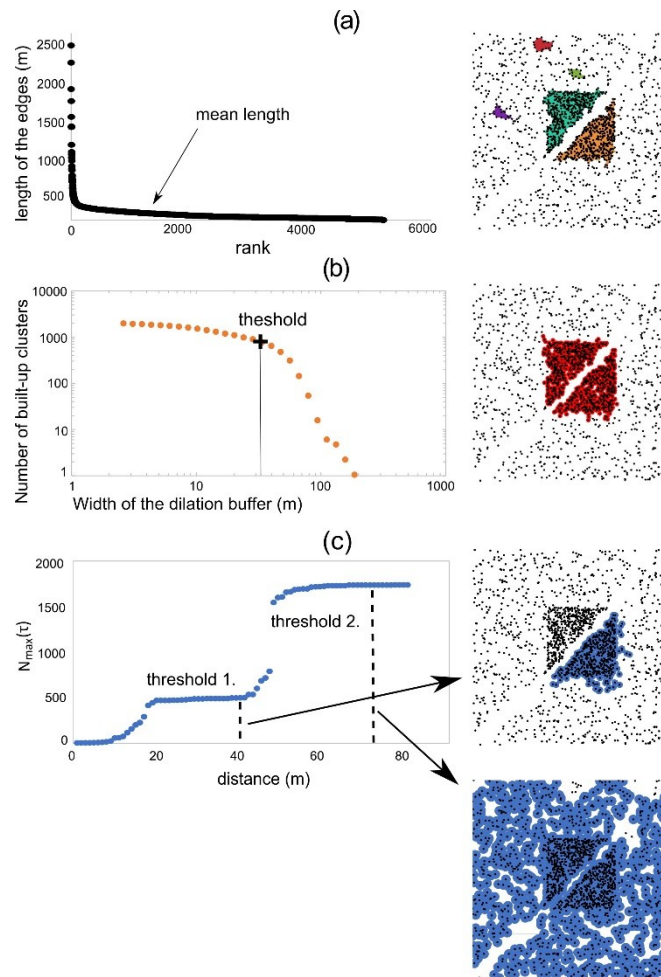 (a)
length of the edges (m)
2500
2000
1500
1000
500
mean length
0
2000
4000
6000
rank
(b)
Number of built-up clusters
10000
1000
100
10
1
theshold
1
10
100
1000
Width of the dilation buffer (m)
(c)
Nmax(τ)
2000
1500
1000
500
0
threshold 2.
threshold 1.
0
20
40
60
80
distance (m)